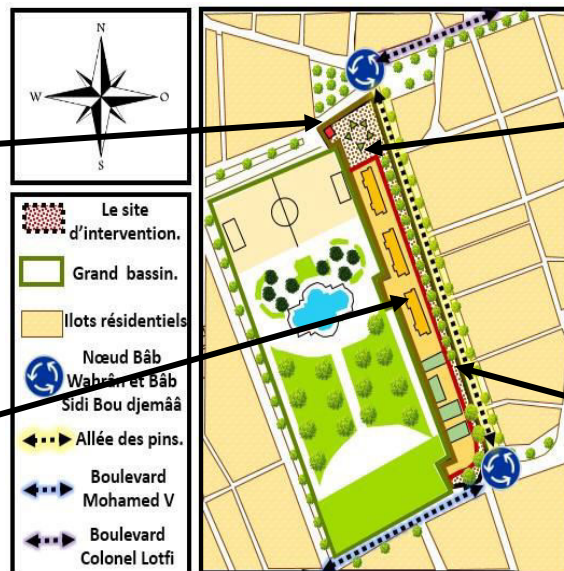 N
W
O
S
Le site
d'intervention.
Grand bassin.
Ilots résidentiels
Nœud Bâb
Wahrân et Bâb
Sidi Bou djemââ
Allée des pins.
Boulevard
Mohamed V
Boulevard
Colonel Lotfi